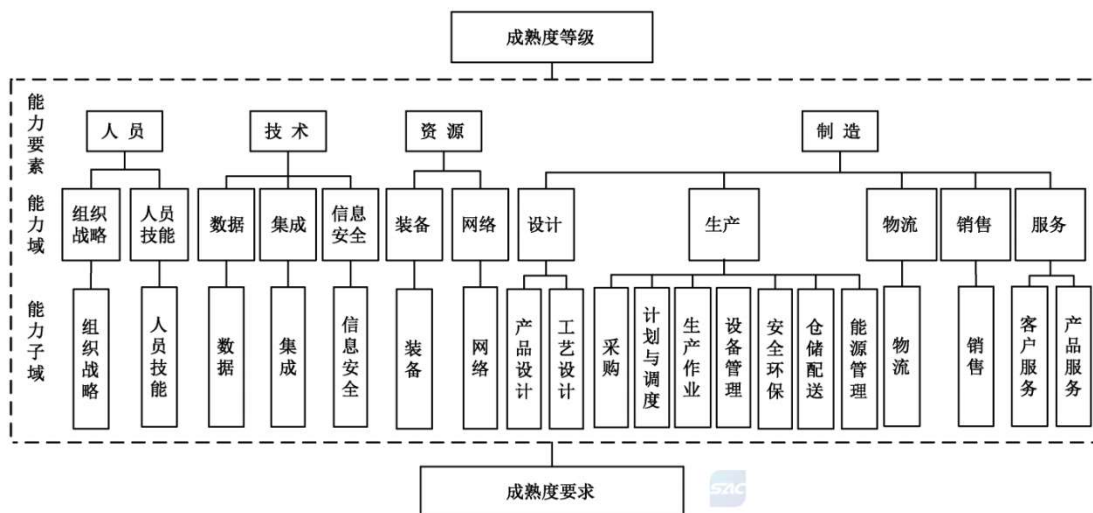 成熟度等级
能力要素
人 员
技 术
资 源
制 造
能力域
组织
战略
人员
技能
数据
集成
信息
安全
装备
网络
设计
生产
物流
销售
服务
能力子域
组织战略
人员技能
数据
集成
信息安全
装备
网络
产品设计
工艺设计
采购
计划与调度
生产作业
设备管理
安全环保
仓储配送
能源管理
物流
销售
客户服务
产品服务
成熟度要求
SAC